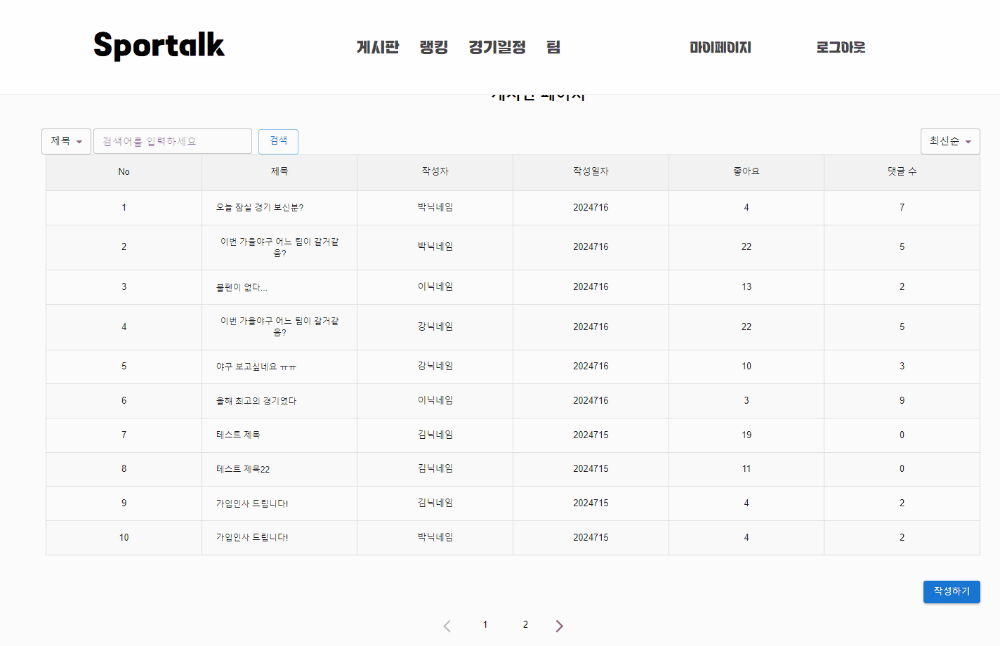 Sportalk 게시판 랭킹 경기일정 팀 마이페이지 로그아웃
게시판 페이지
제목 검색어를 입력하세요 검색 최신순
No 제목 작성자 작성일자 좋아요 댓글 수
1 오늘 잠실 경기 보신분? 박닉네임 2024716 4 7
2 이번 가을야구 어느 팀이 갈거같
음? 박닉네임 2024716 22 5
3 불펜이 없다... 이닉네임 2024716 13 2
4 이번 가을야구 어느 팀이 갈거같
음? 강닉네임 2024716 22 5
5 야구 보고싶네요 ㅠㅠ 강닉네임 2024716 10 3
6 올해 최고의 경기였다 이닉네임 2024716 3 9
7 테스트 제목 김닉네임 2024715 19 0
8 테스트 제목22 김닉네임 2024715 11 0
9 가입인사 드립니다! 김닉네임 2024715 4 2
10 가입인사 드립니다! 박닉네임 2024715 4 2
작성하기
1 2